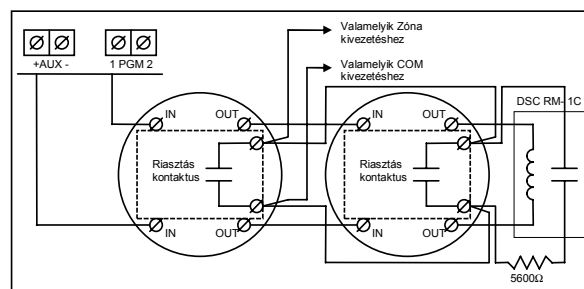 Valamelyik Zóna
kivezetéshez
Valamelyik COM
kivezetéshez
+AUX -
1 PGM 2
DSC RM- 1C
IN
OUT
IN
OUT
Riasztás
kontaktus
Riasztás
kontaktus
IN
OUT
IN
OUT
5600Ω